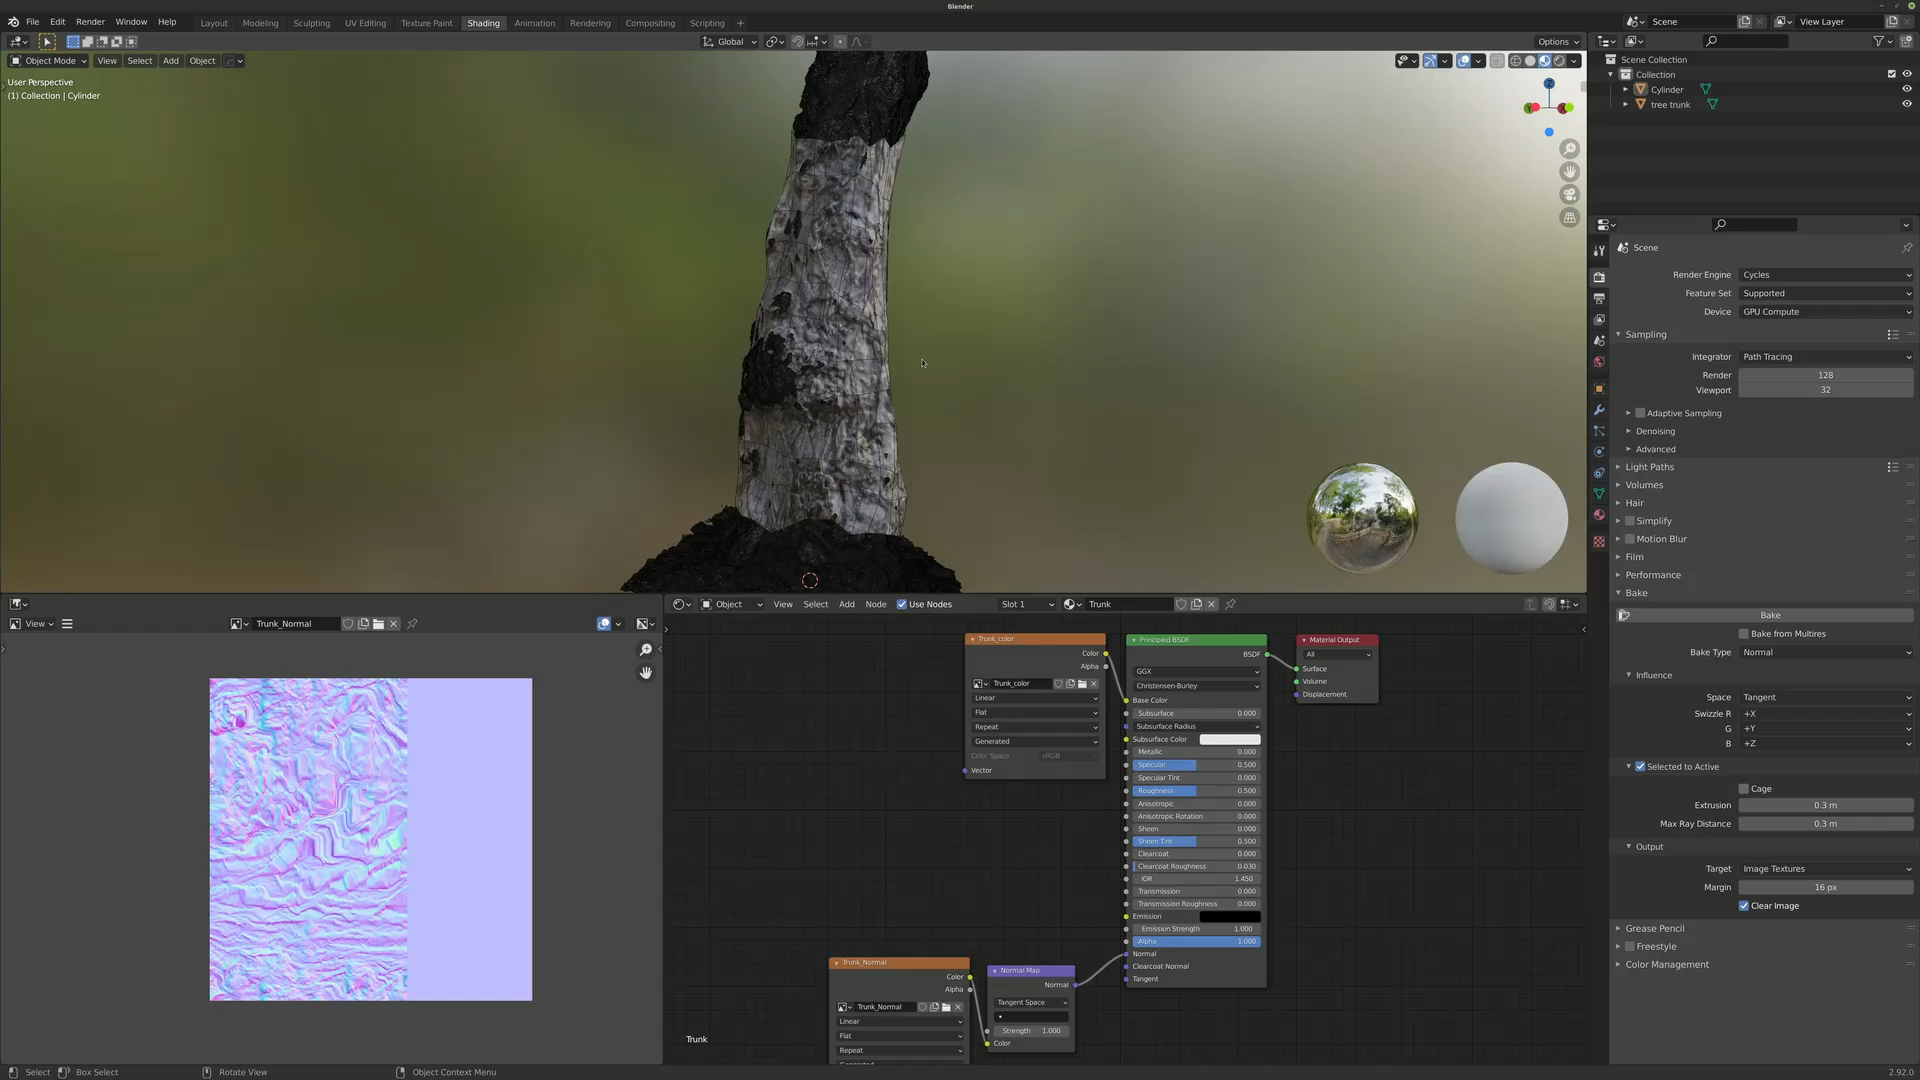 Blender
File Edit Render Window Help Layout Modeling Sculpting UV Editing Texture Paint Shading Animation Rendering Compositing Scripting + Scene View Layer
Global Options
Object Mode View Select Add Object
User Perspective
(1) Collection | Cylinder
Scene Collection
Collection
Cylinder
tree trunk
Scene
Render Engine Cycles
Feature Set Supported
Device GPU Compute
Sampling
Integrator Path Tracing
Render 128
Viewport 32
Adaptive Sampling
Denoising
Advanced
Light Paths
Volumes
Hair
Simplify
Motion Blur
Film
Performance
Bake
Bake
Bake from Multires
Bake Type Normal
Influence
Space Tangent
Swizzle R +X
G +Y
B +Z
Selected to Active
Cage
Extrusion 0.3 m
Max Ray Distance 0.3 m
Output
Target Image Textures
Margin 16 px
Clear Image
Grease Pencil
Freestyle
Color Management
View Trunk_Normal
Object View Select Add Node Use Nodes Slot 1 Trunk
Trunk_color
Color
Alpha
Trunk_color
Linear
Flat
Repeat
Generated
Color Space sRGB
Vector
Principled BSDF
BSDF
GGX
Christensen-Burley
Base Color
Subsurface 0.000
Subsurface Radius
Subsurface Color
Metallic 0.000
Specular 0.500
Specular Tint 0.000
Roughness 0.500
Anisotropic 0.000
Anisotropic Rotation 0.000
Sheen 0.000
Sheen Tint 0.500
Clearcoat 0.000
Clearcoat Roughness 0.030
IOR 1.450
Transmission 0.000
Transmission Roughness 0.000
Emission
Emission Strength 1.000
Alpha 1.000
Normal
Clearcoat Normal
Tangent
Material Output
All
Surface
Volume
Displacement
Trunk_Normal
Color
Alpha
Trunk_Normal
Linear
Flat
Repeat
Normal Map
Normal
Tangent Space
Strength 1.000
Color
Trunk
Select Box Select Rotate View Object Context Menu 2.92.0